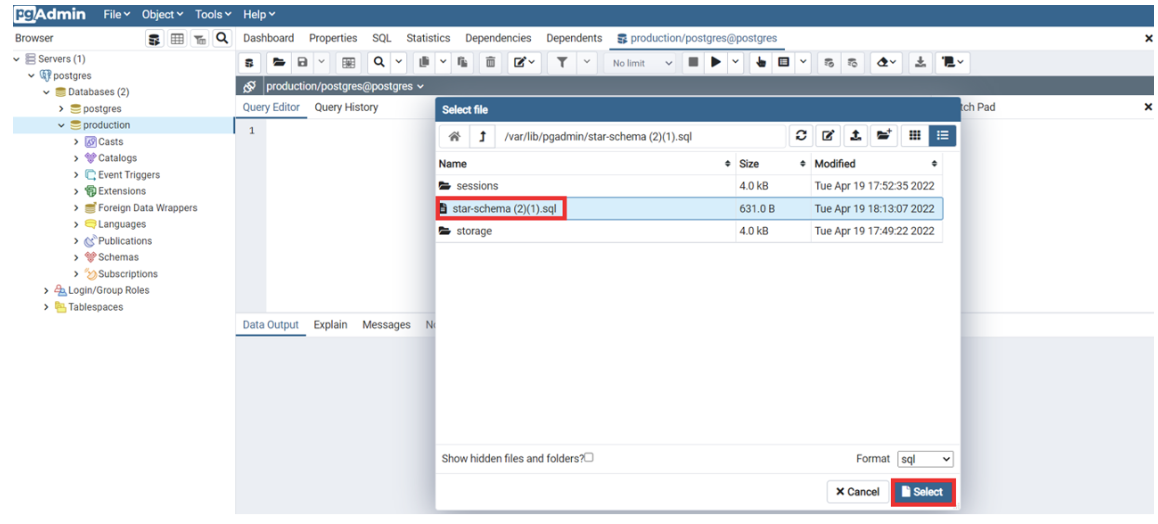 pgAdmin File Object Tools Help
Browser
Dashboard Properties SQL Statistics Dependencies Dependents production/postgres@postgres
Servers (1)
postgres
Databases (2)
postgres
production
Casts
Catalogs
Event Triggers
Extensions
Foreign Data Wrappers
Languages
Publications
Schemas
Subscriptions
Login/Group Roles
Tablespaces
No limit
production/postgres@postgres
Query Editor Query History
tch Pad
1
Select file
/var/lib/pgadmin/star-schema (2)(1).sql
Name Size Modified
sessions 4.0 kB Tue Apr 19 17:52:35 2022
star-schema (2)(1).sql 631.0 B Tue Apr 19 18:13:07 2022
storage 4.0 kB Tue Apr 19 17:49:22 2022
Show hidden files and folders? Format sql
Cancel Select
Data Output Explain Messages